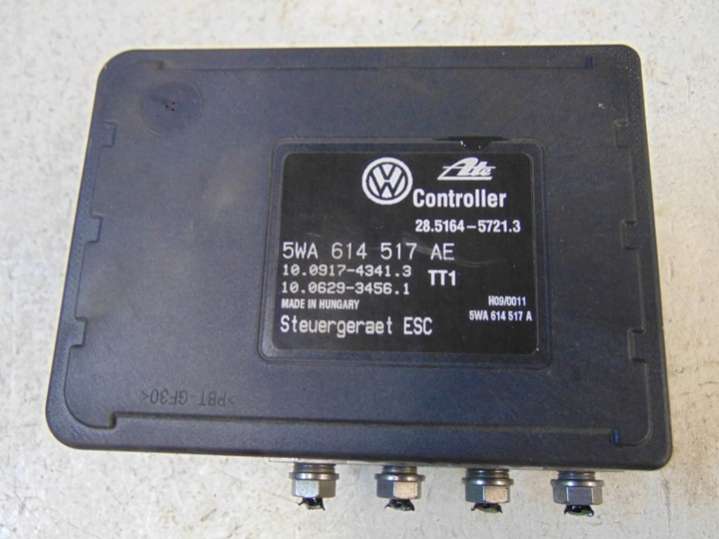 VW Ate
Controller
28.5164-5721.3
5WA 614 517 AE
10.0917-4341.3 TT1
10.0629-3456.1
MADE IN HUNGARY H09/0011
5WA 614 517 A
Steuergeraet ESC
>PBT-GF30<